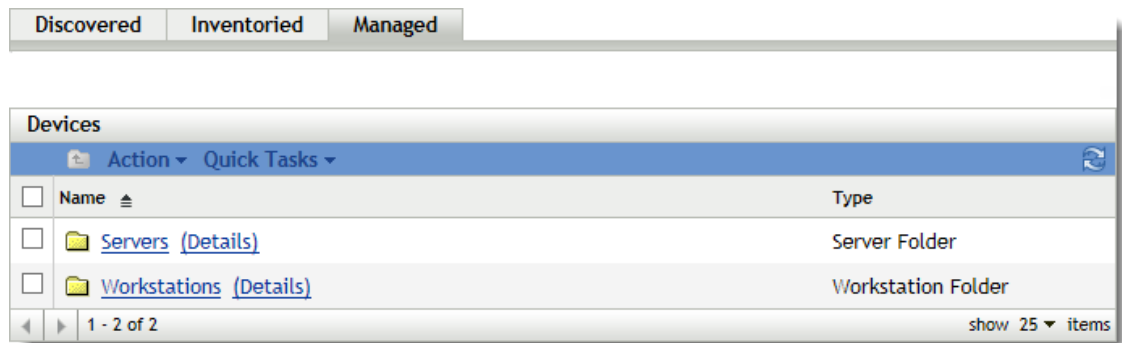 Discovered Inventoried Managed
Devices
Action Quick Tasks
Name Type
Servers (Details) Server Folder
Workstations (Details) Workstation Folder
1 - 2 of 2 show 25 items